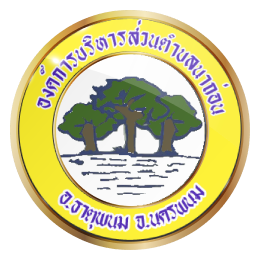 องค์การบริหารส่วนตำบลนาถ่อน
อ.ธาตุพนม จ.นครพนม